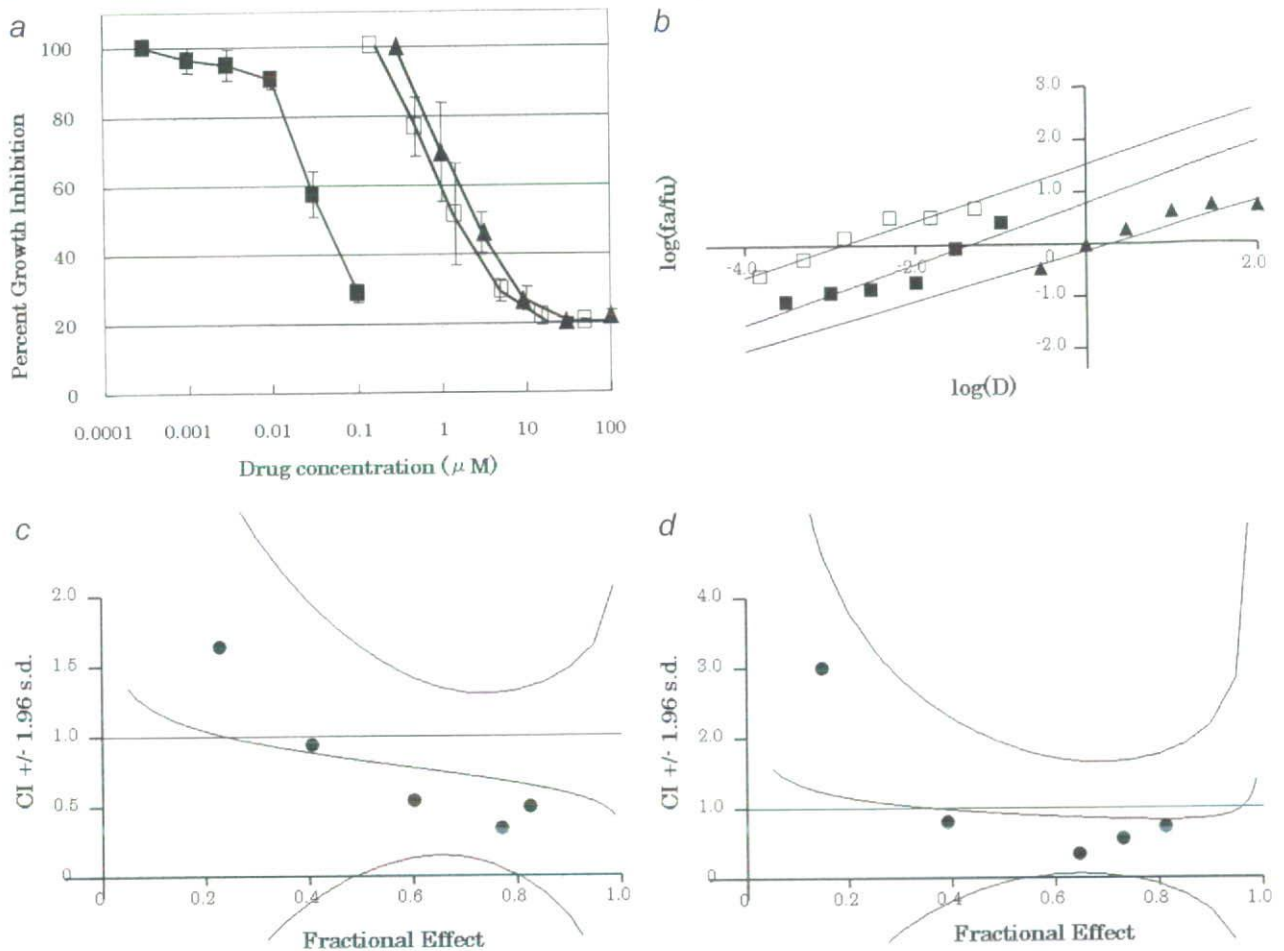 a
Percent Growth Inhibition
100
80
60
40
20
0
0.0001 0.001 0.01 0.1 1 10 100
Drug concentration (μ M)
b
log(fa/fu)
3.0
2.0
1.0
0
-1.0
-2.0
-4.0 -2.0 2.0
log(D)
c
CI +/- 1.96 s.d.
2.0
1.5
1.0
0.5
0
0 0.2 0.4 0.6 0.8 1.0
Fractional Effect
d
CI +/- 1.96 s.d.
4.0
3.0
2.0
1.0
0
0 0.2 0.4 0.6 0.8 1.0
Fractional Effect